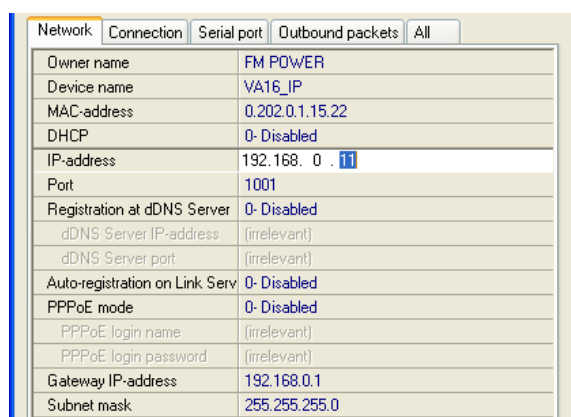 Network Connection Serial port Outbound packets All
Owner name FM POWER
Device name VA16_IP
MAC-address 0.202.0.1.15.22
DHCP 0- Disabled
IP-address 192.168. 0 . 11
Port 1001
Registration at dDNS Server 0- Disabled
dDNS Server IP-address (irrelevant)
dDNS Server port (irrelevant)
Auto-registration on Link Serv 0- Disabled
PPPoE mode 0- Disabled
PPPoE login name (irrelevant)
PPPoE login password (irrelevant)
Gateway IP-address 192.168.0.1
Subnet mask 255.255.255.0